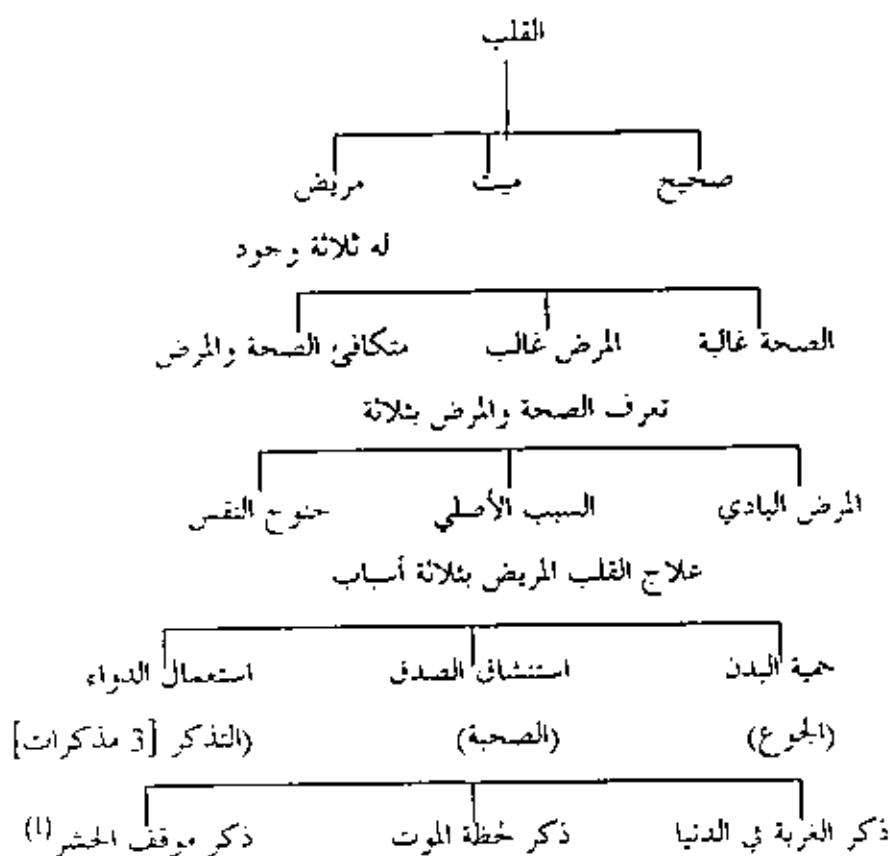 القلب
صحيح ميت مريض
له ثلاثة وجود
الصحة غالبة المرض غالب متكافئ الصحة والمرض
تعرف الصحة والمرض بثلاثة
المرض البادي السبب الأصلي جنوح النفس
علاج القلب المريض بثلاثة أسباب
حمية البدن استنشاق الصدق استعمال الدواء
(الجوع) (الصحبة) (التذكر [3 مذكرات]
ذكر الغربة في الدنيا ذكر لحظة الموت ذكر موقف الحشر (1)